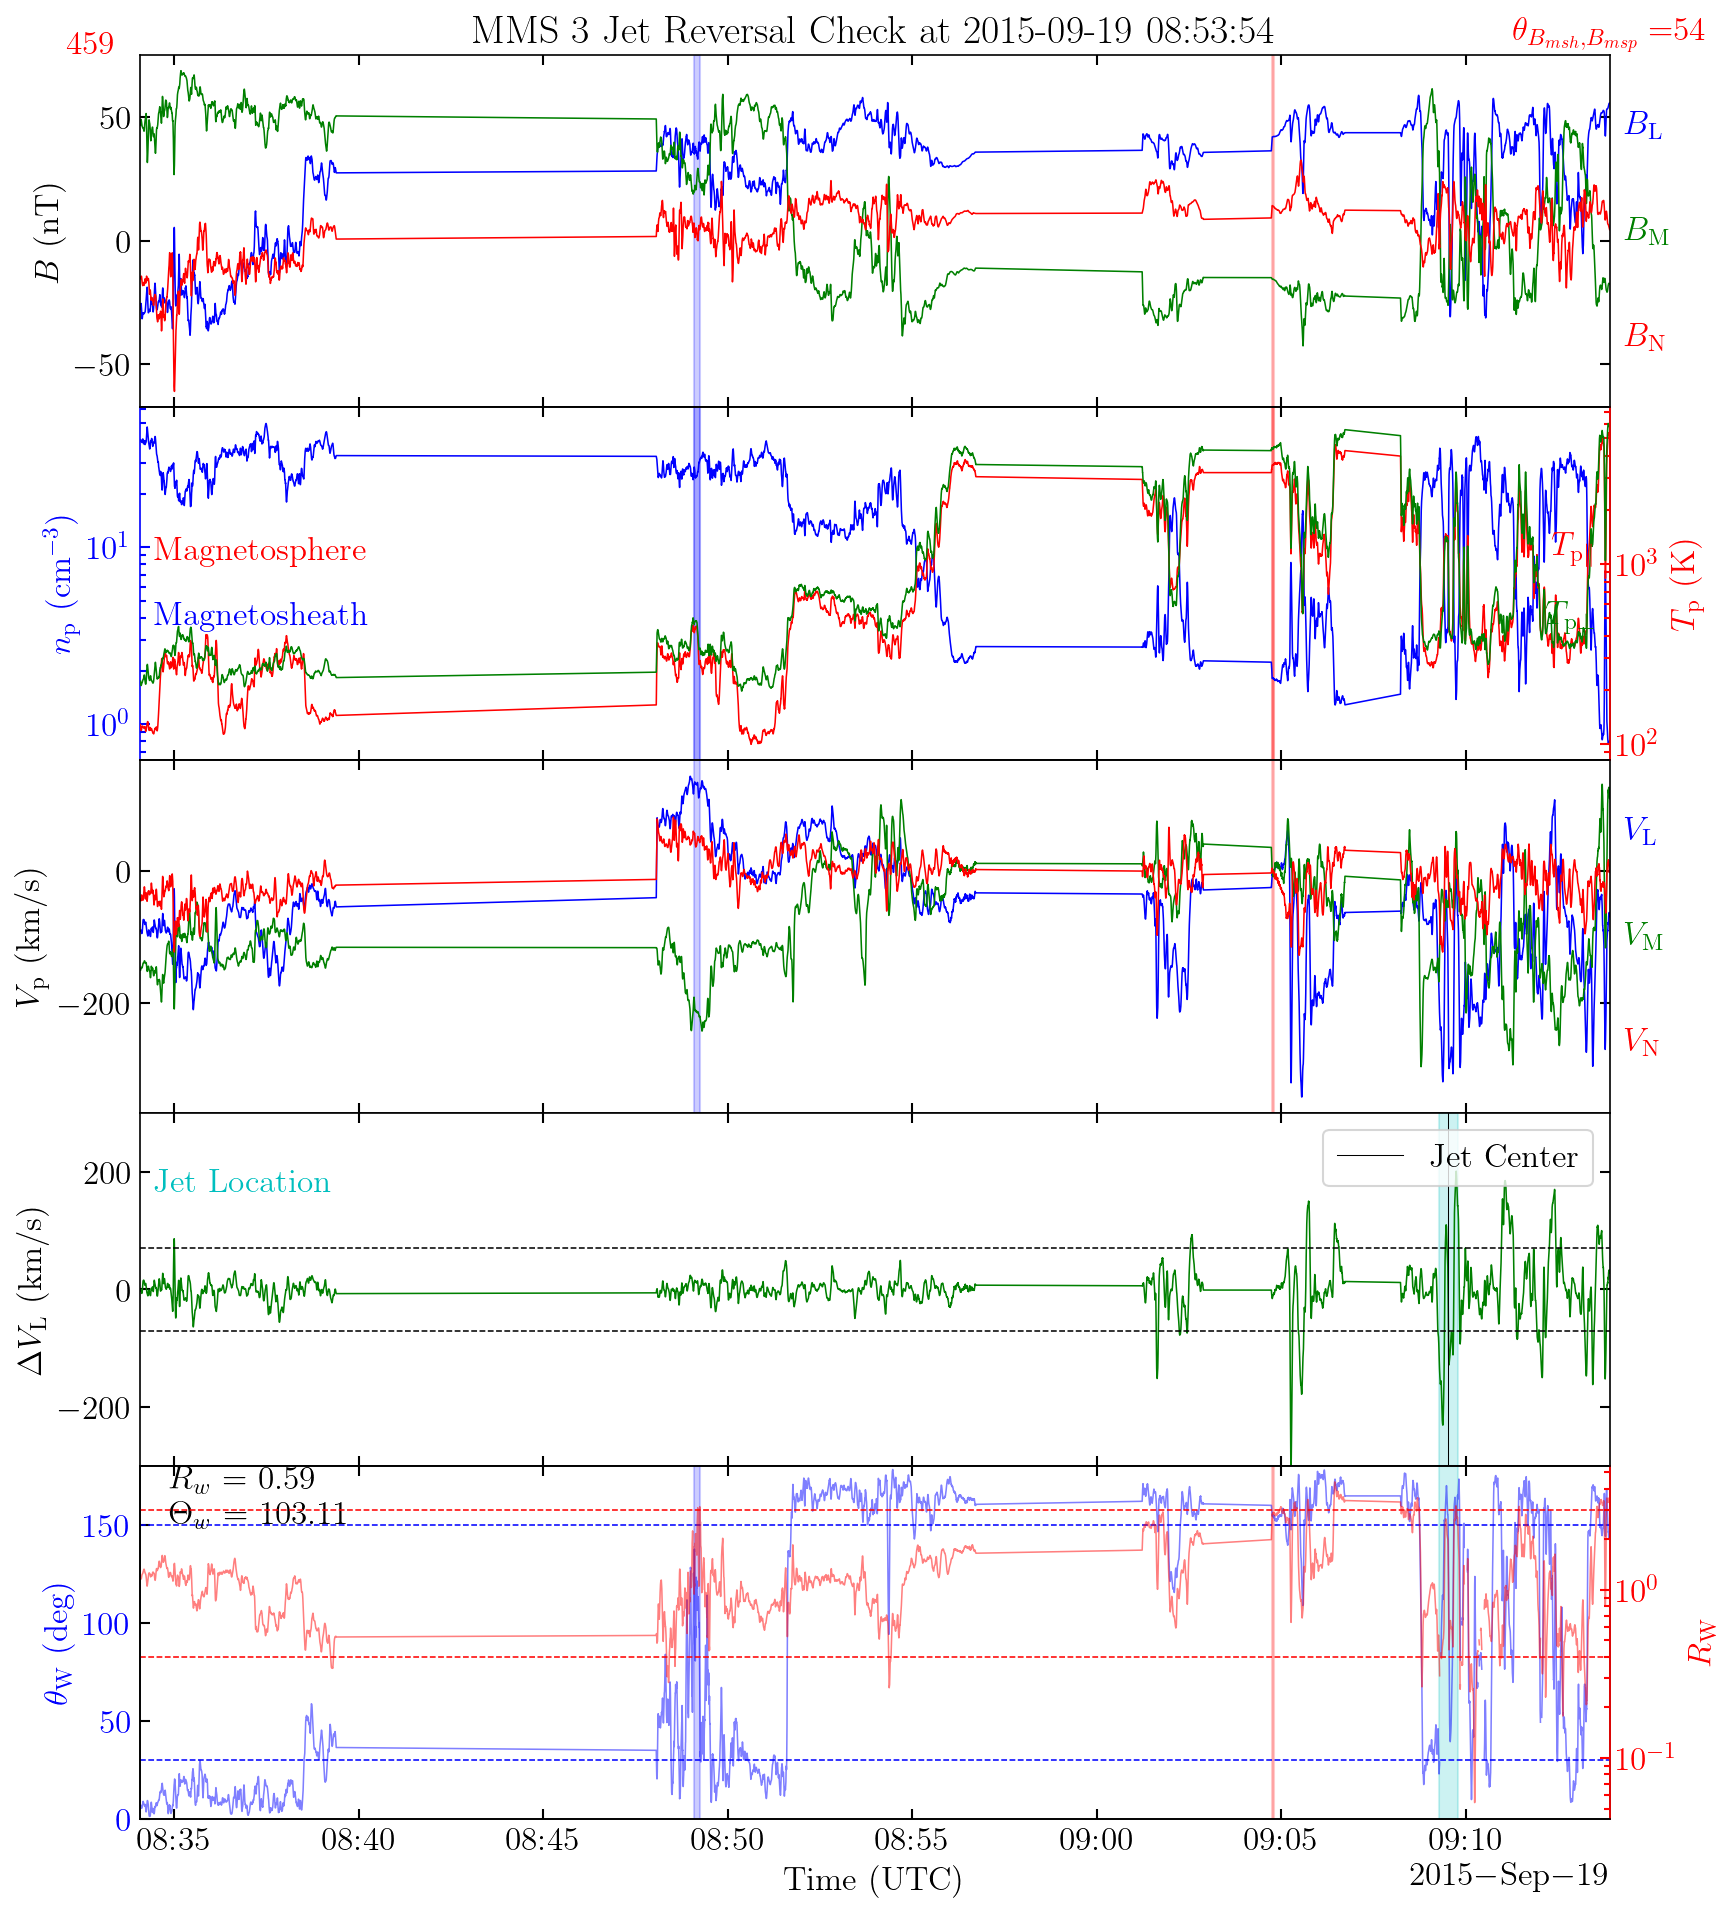 MMS 3 Jet Reversal Check at 2015-09-19 08:53:54
459
θ_{B_{msh},B_{msp}} =54
B (nT)
50
0
−50
B_L
B_M
B_N
n_p (cm^{−3})
10^1
10^0
Magnetosphere
Magnetosheath
T_p
10^3
10^2
T_p (K)
V_p (km/s)
0
−200
V_L
V_M
V_N
ΔV_L (km/s)
200
0
−200
Jet Location
Jet Center
R_w = 0.59
Θ_w = 103.11
θ_W (deg)
150
100
50
0
10^0
10^{−1}
R_W
08:35 08:40 08:45 08:50 08:55 09:00 09:05 09:10
Time (UTC)
2015−Sep−19